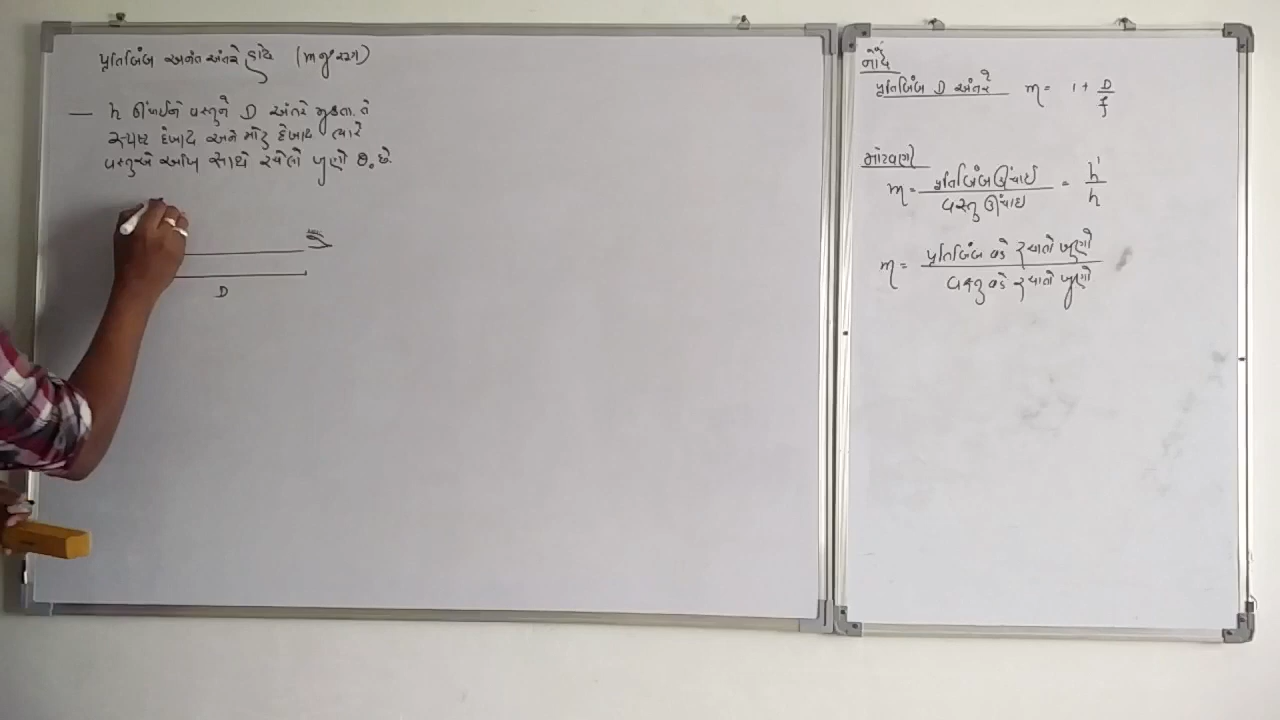 પ્રતિબિંબ અનંત અંતરે હોય (m નું સૂત્ર)
— h ઊંચાઈને વસ્તુને D અંતરે મુકતા તે
સ્પષ્ટ દેખાય અને મોટું દેખાય ત્યારે
વસ્તુએ આંખ સાથે રચેલો ખૂણો θ₀ છે.
D
નોંધ
પ્રતિબિંબ D અંતરે m = 1 + D/f
મોટવણી
m = પ્રતિબિંબ ઊંચાઈ / વસ્તુ ઊંચાઈ = h'/h
m = પ્રતિબિંબ વડે રચાતો ખૂણો / વસ્તુ વડે રચાતો ખૂણો